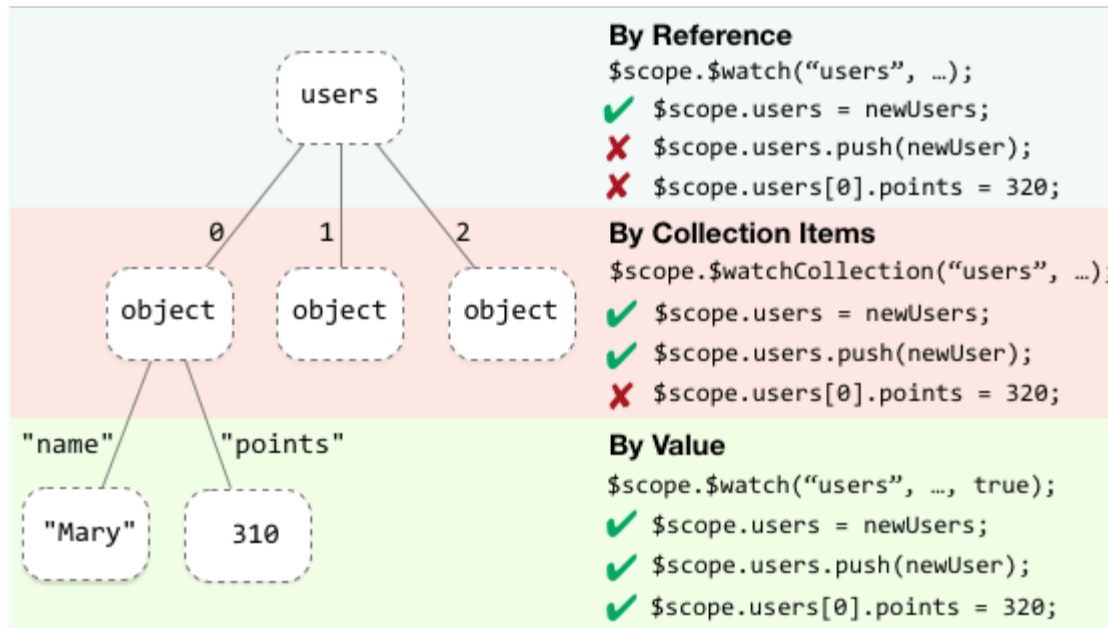 users
0 1 2
object object object
"name" "points"
"Mary" 310
By Reference
$scope.$watch(“users”, …);
✔ $scope.users = newUsers;
✘ $scope.users.push(newUser);
✘ $scope.users[0].points = 320;
By Collection Items
$scope.$watchCollection(“users”, …);
✔ $scope.users = newUsers;
✔ $scope.users.push(newUser);
✘ $scope.users[0].points = 320;
By Value
$scope.$watch(“users”, …, true);
✔ $scope.users = newUsers;
✔ $scope.users.push(newUser);
✔ $scope.users[0].points = 320;